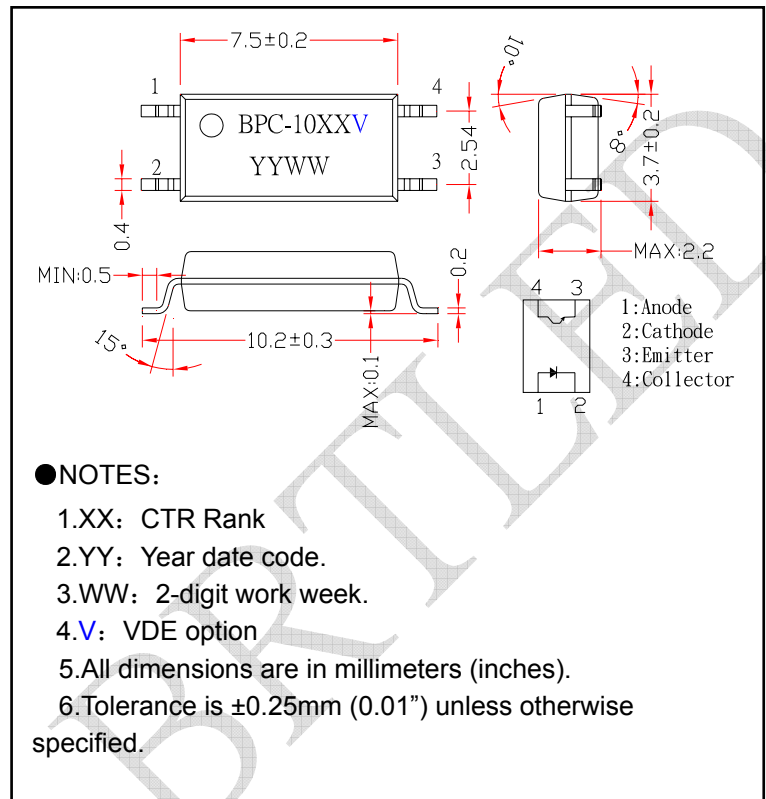 7.5±0.2
10°
1
4
BPC-10XXV
YYWW
2.54
2
3
0.4
8°
3.7±0.2
MAX:2.2
MIN:0.5
0.2
15°
10.2±0.3
MAX:0.1
4 3
1 2
1:Anode
2:Cathode
3:Emitter
4:Collector
●NOTES：
1.XX：CTR Rank
2.YY：Year date code.
3.WW：2-digit work week.
4.V：VDE option
5.All dimensions are in millimeters (inches).
6.Tolerance is ±0.25mm (0.01”) unless otherwise
specified.
BRTLED